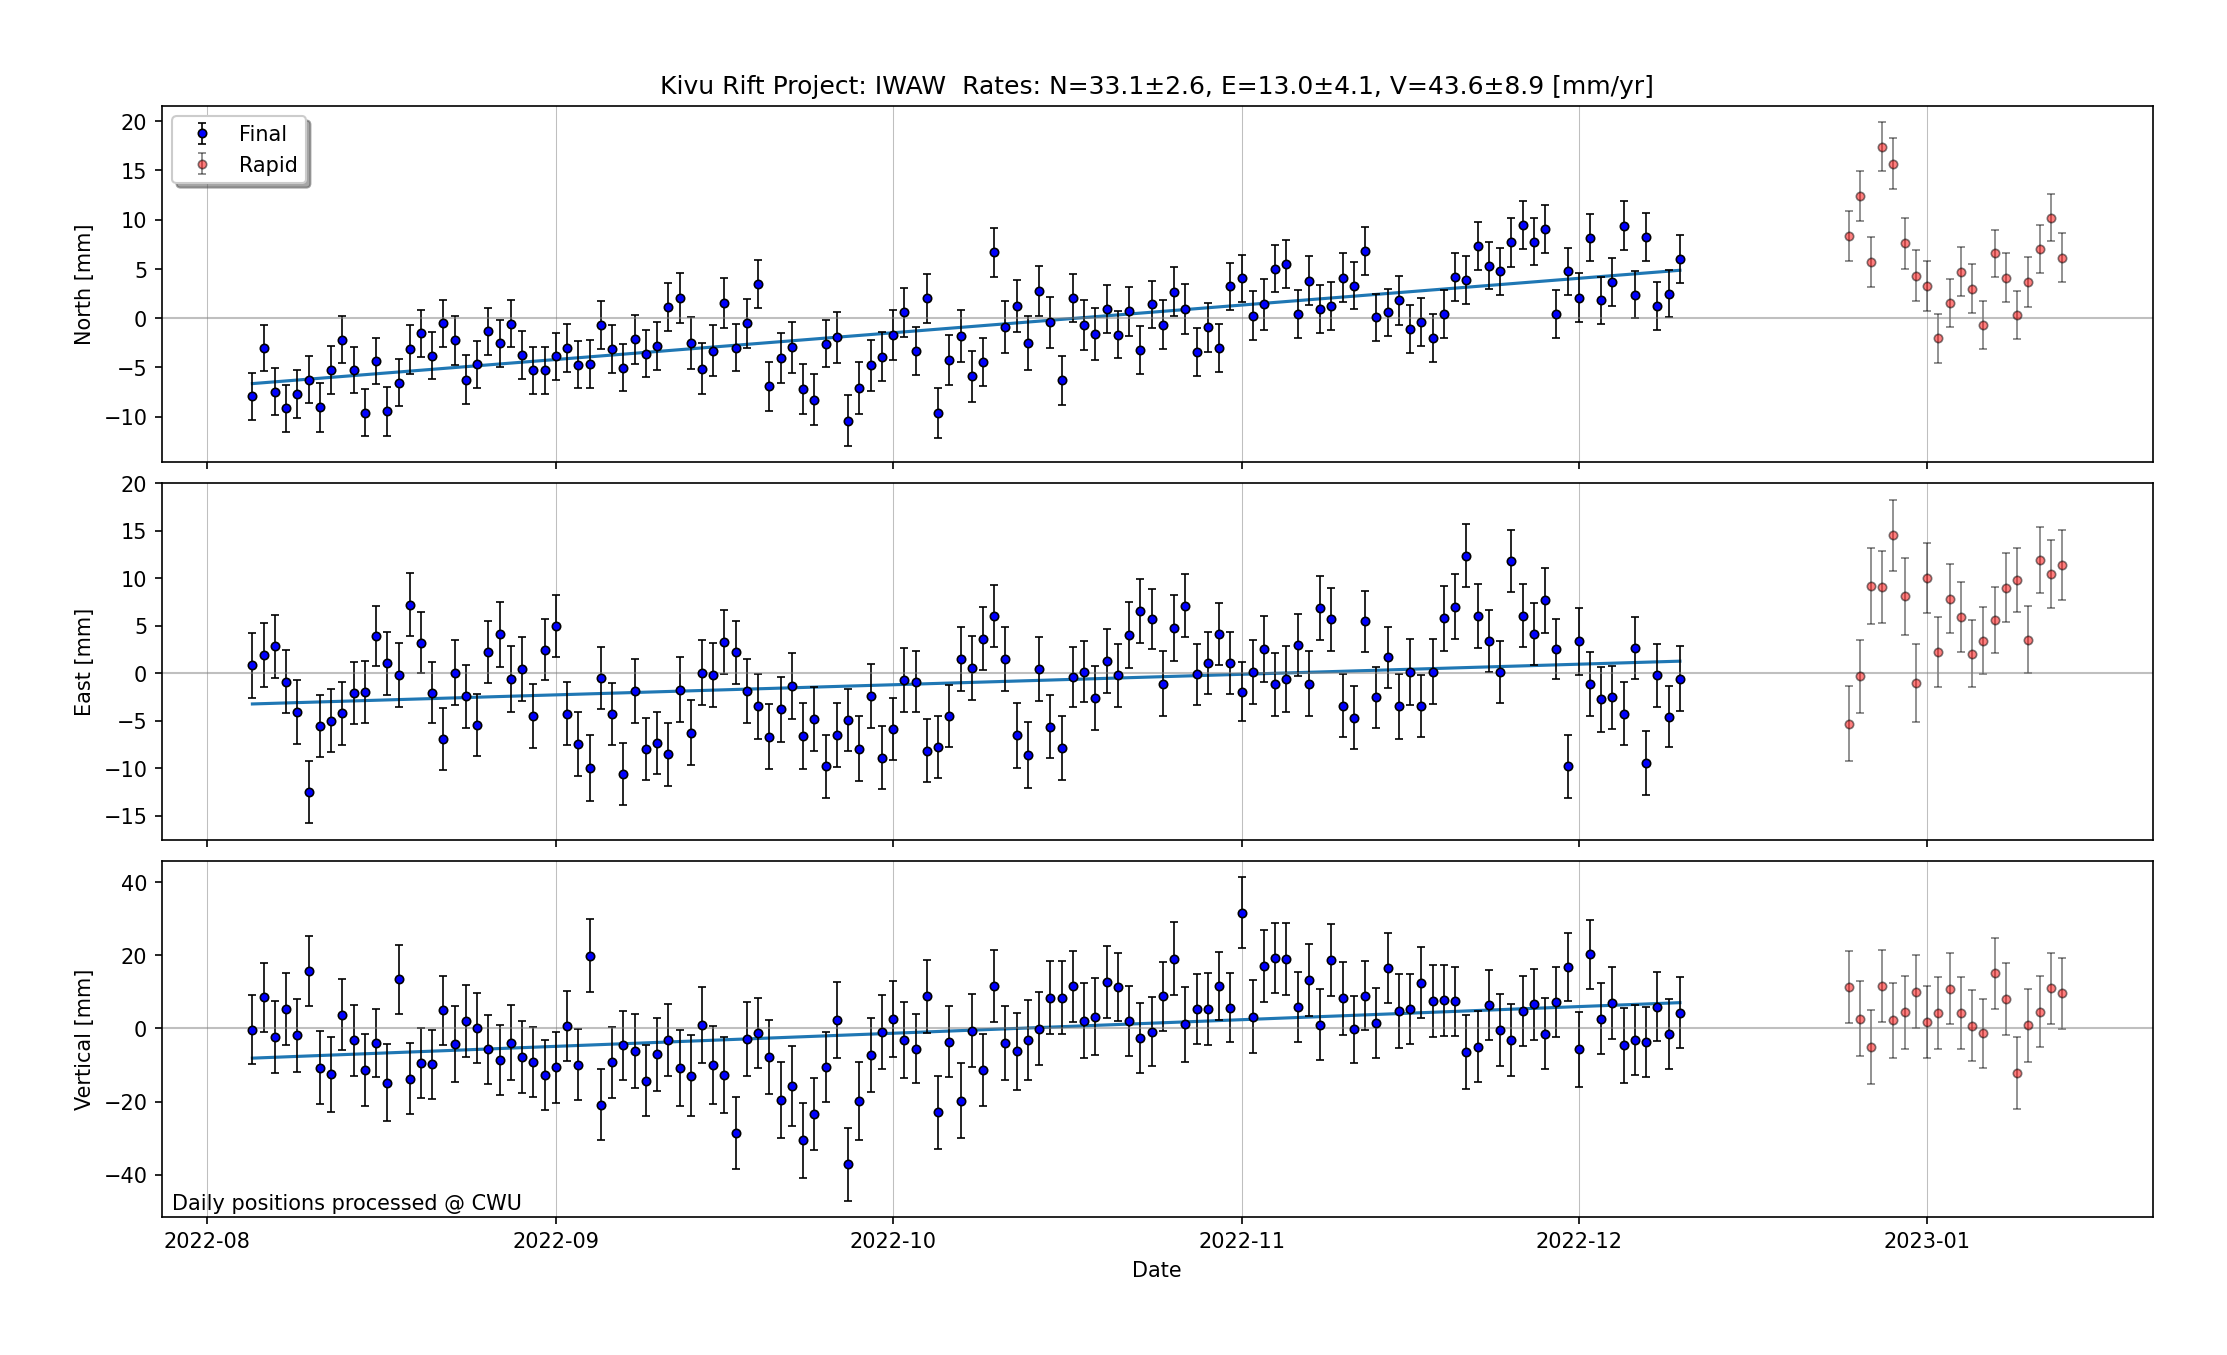 Kivu Rift Project: IWAW  Rates: N=33.1±2.6, E=13.0±4.1, V=43.6±8.9 [mm/yr]
Final
Rapid
North [mm]
20
15
10
5
0
−5
−10
East [mm]
20
15
10
5
0
−5
−10
−15
Vertical [mm]
40
20
0
−20
−40
Daily positions processed @ CWU
2022-08 2022-09 2022-10 2022-11 2022-12 2023-01
Date